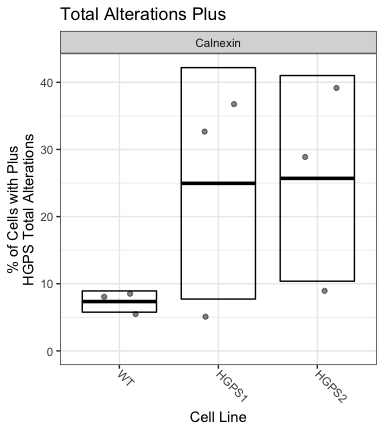 Total Alterations Plus
Calnexin
% of Cells with Plus
HGPS Total Alterations
40
30
20
10
0
WT
HGPS1
HGPS2
Cell Line